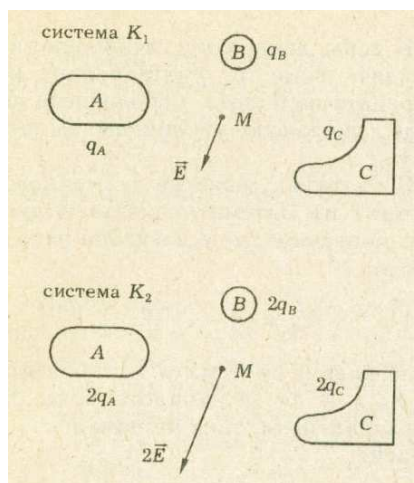 система K₁
B q_B
A
q_A
M
E⃗
q_C
C
система K₂
B 2q_B
A
2q_A
M
2E⃗
2q_C
C